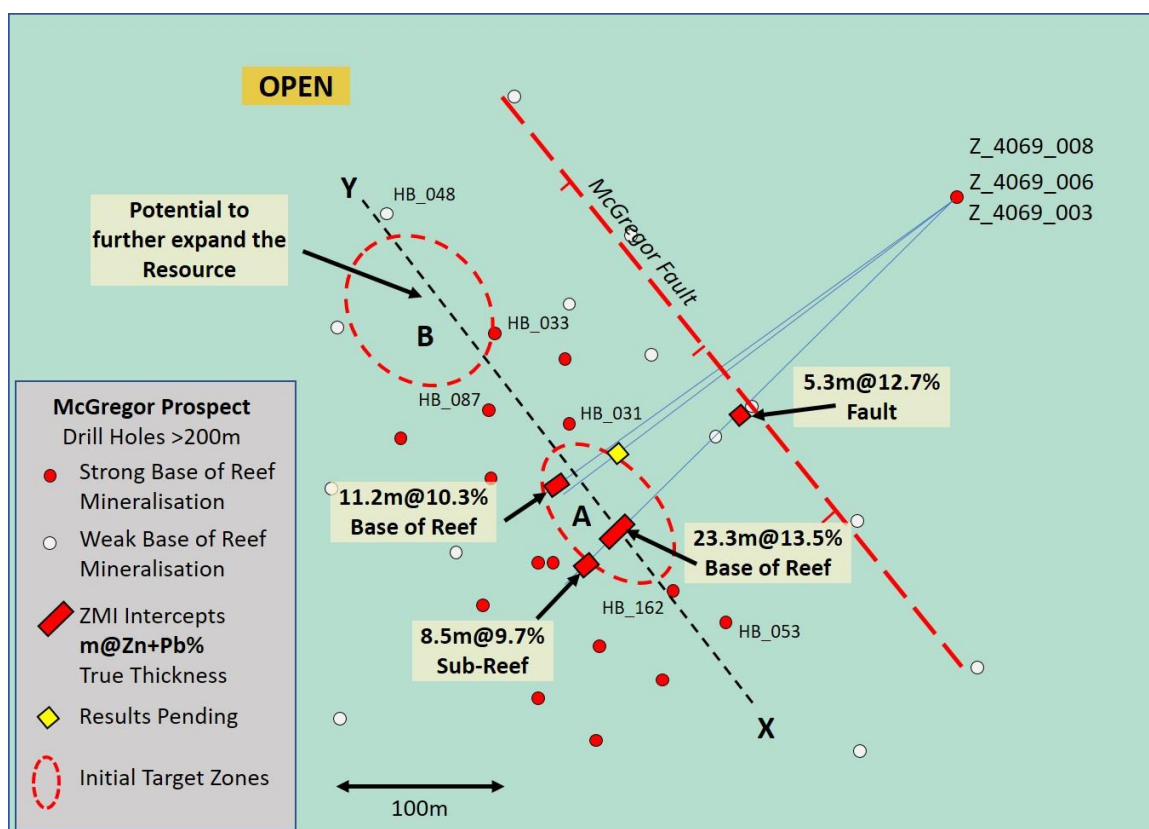 OPEN
Z_4069_008
Z_4069_006
Z_4069_003
Y
HB_048
McGregor Fault
Potential to
further expand the
Resource
B
HB_033
5.3m@12.7%
Fault
HB_087
HB_031
11.2m@10.3%
Base of Reef
A
23.3m@13.5%
Base of Reef
HB_162
HB_053
8.5m@9.7%
Sub-Reef
X
100m
McGregor Prospect
Drill Holes >200m
Strong Base of Reef
Mineralisation
Weak Base of Reef
Mineralisation
ZMI Intercepts
m@Zn+Pb%
True Thickness
Results Pending
Initial Target Zones